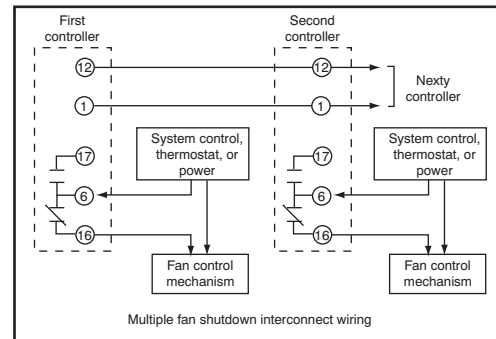 First
controller
Second
controller
12
12
Nexty
controller
1
1
17
System control,
thermostat, or
power
17
System control,
thermostat, or
power
6
6
16
16
Fan control
mechanism
Fan control
mechanism
Multiple fan shutdown interconnect wiring